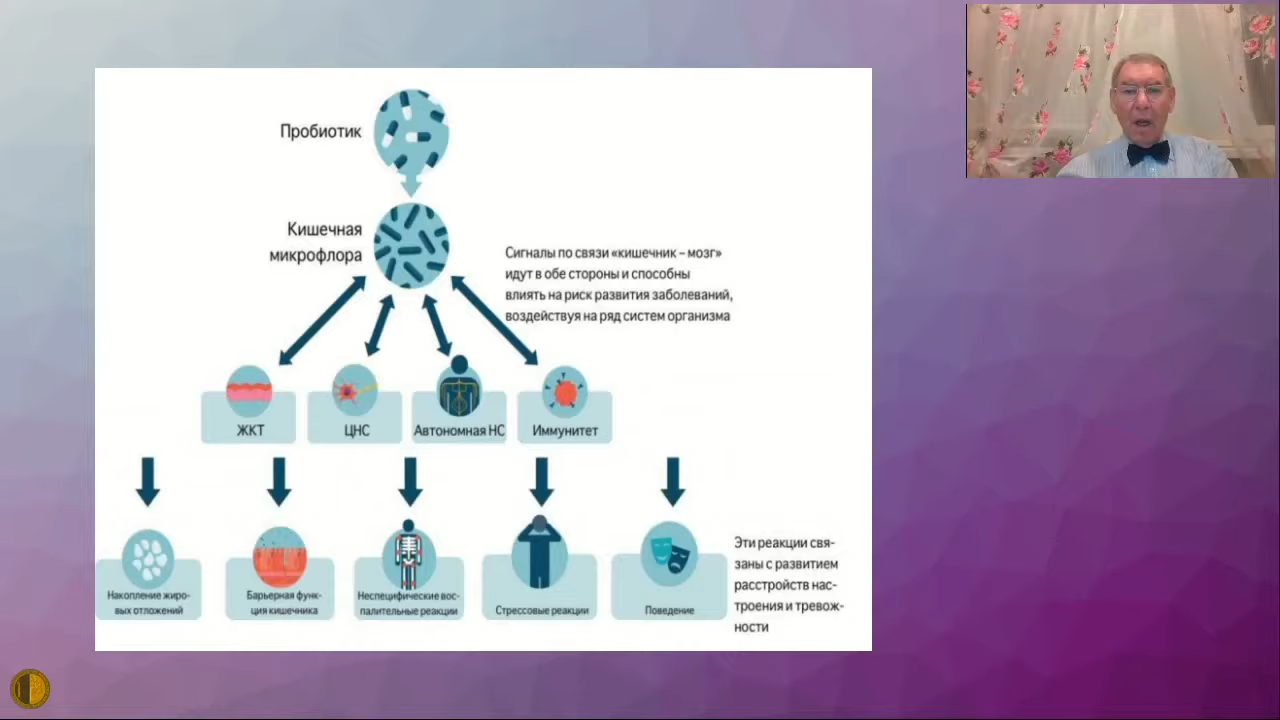 Пробиотик
Кишечная
микрофлора
Сигналы по связи «кишечник – мозг»
идут в обе стороны и способны
влиять на риск развития заболеваний,
воздействуя на ряд систем организма
ЖКТ
ЦНС
Автономная НС
Иммунитет
Накопление жиро-
вых отложений
Барьерная функ-
ция кишечника
Неспецифические вос-
палительные реакции
Стрессовые реакции
Поведение
Эти реакции свя-
заны с развитием
расстройств нас-
троения и тревож-
ности